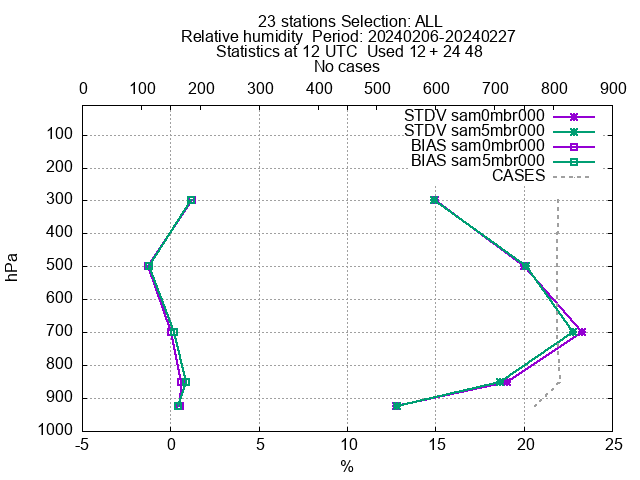 23 stations Selection: ALL
Relative humidity  Period: 20240206-20240227
Statistics at 12 UTC  Used 12 + 24 48
No cases
0 100 200 300 400 500 600 700 800 900
STDV sam0mbr000
STDV sam5mbr000
BIAS sam0mbr000
BIAS sam5mbr000
CASES
hPa
100
200
300
400
500
600
700
800
900
1000
-5 0 5 10 15 20 25
%